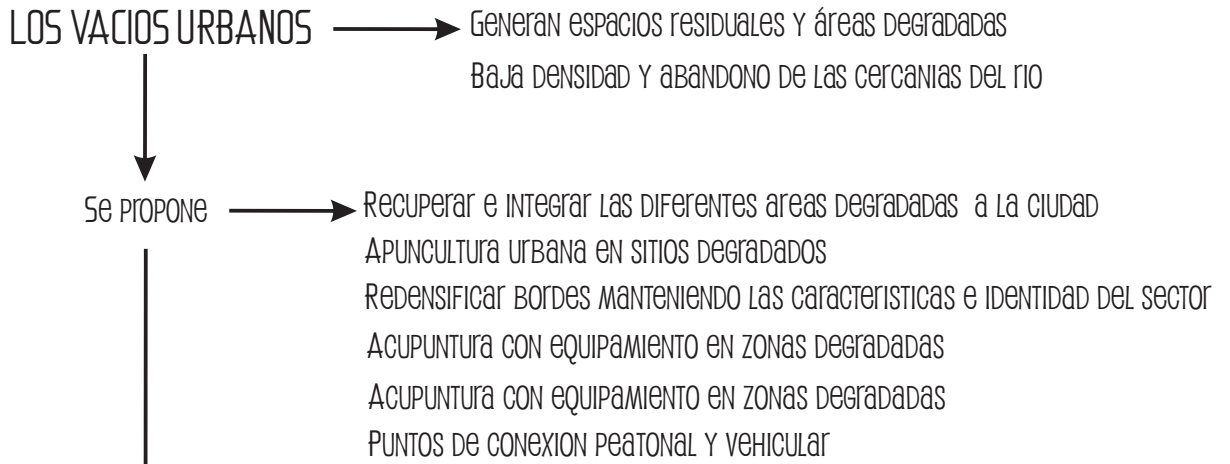 LOS VACIOS URBANOS
Generan espacios residuales y áreas degradadas
Baja densidad y abandono de las cercanias del rio
Se propone
Recuperar e integrar las diferentes areas degradadas a la ciudad
Apuncultura urbana en sitios degradados
Redensificar bordes manteniendo las caracteristicas e identidad del sector
Acupuntura con equipamiento en zonas degradadas
Acupuntura con equipamiento en zonas degradadas
Puntos de conexion peatonal y vehicular